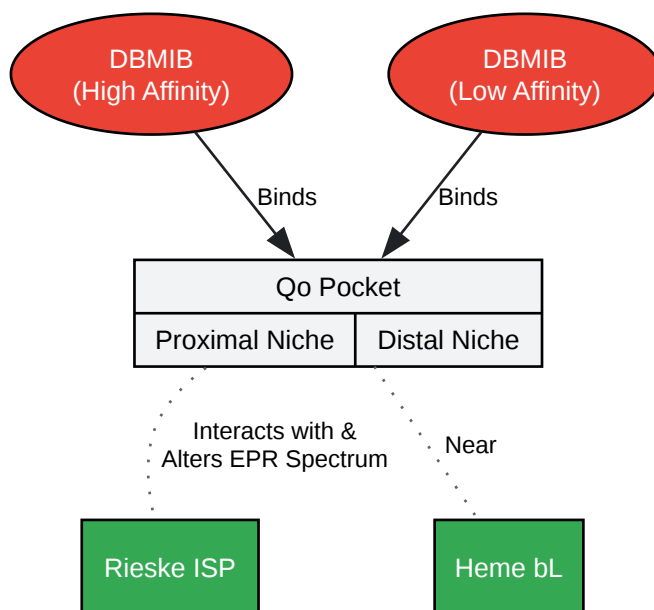 DBMIB
(High Affinity)
DBMIB
(Low Affinity)
Binds
Binds
Qo Pocket
Proximal Niche
Distal Niche
Interacts with &
Alters EPR Spectrum
Near
Rieske ISP
Heme bL